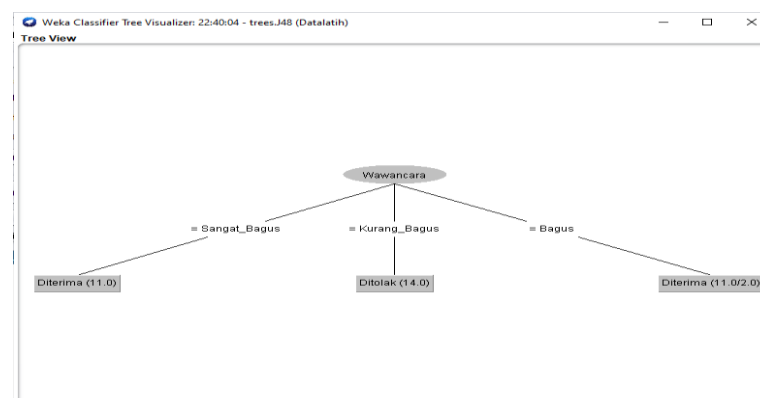 Weka Classifier Tree Visualizer: 22:40:04 - trees.J48 (Datalatih)
Tree View
Wawancara
= Sangat_Bagus = Kurang_Bagus = Bagus
Diterima (11.0) Ditolak (14.0) Diterima (11.0/2.0)